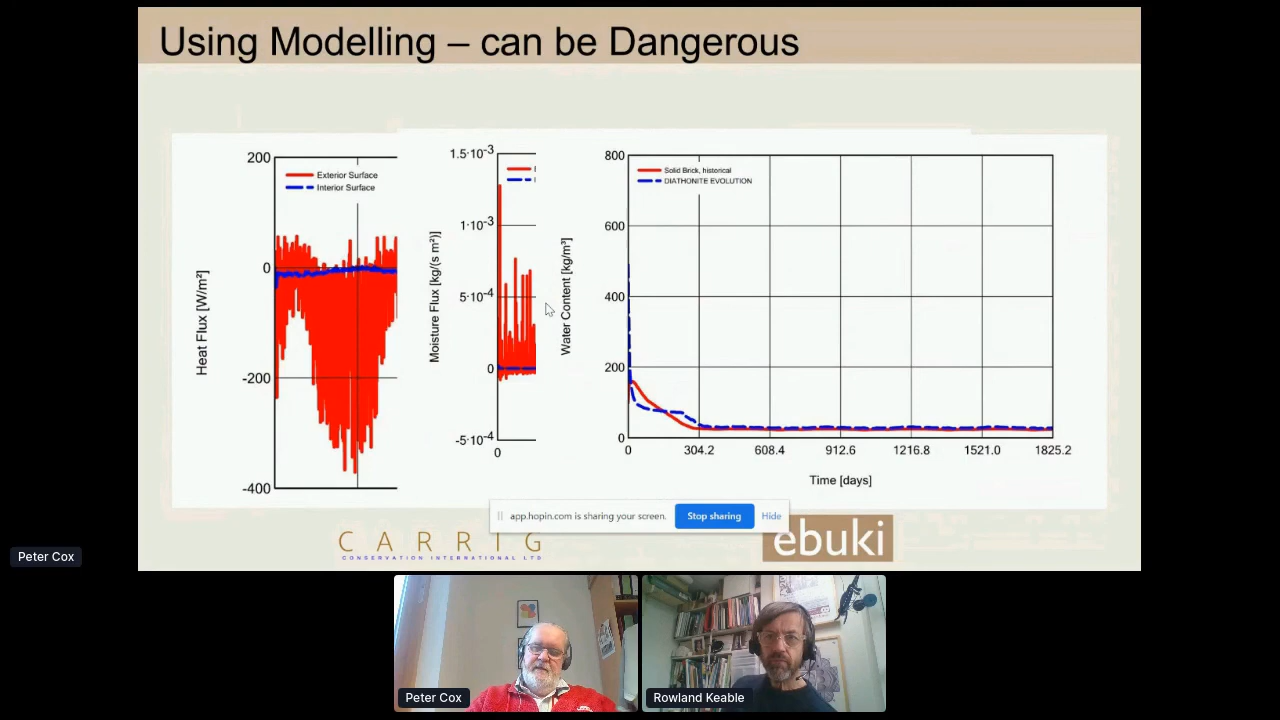 Using Modelling – can be Dangerous
200
0
-200
-400
Heat Flux [W/m²]
Exterior Surface
Interior Surface
1.5·10⁻³
1·10⁻³
5·10⁻⁴
0
-5·10⁻⁴
0
Moisture Flux [kg/(s m²)]
800
600
400
200
0
Water Content [kg/m³]
Solid Brick, historical
DIATHONITE EVOLUTION
0 304.2 608.4 912.6 1216.8 1521.0 1825.2
Time [days]
app.hopin.com is sharing your screen. Stop sharing Hide
CARRIG
CONSERVATION INTERNATIONAL LTD
ebuki
Peter Cox
Peter Cox
Rowland Keable